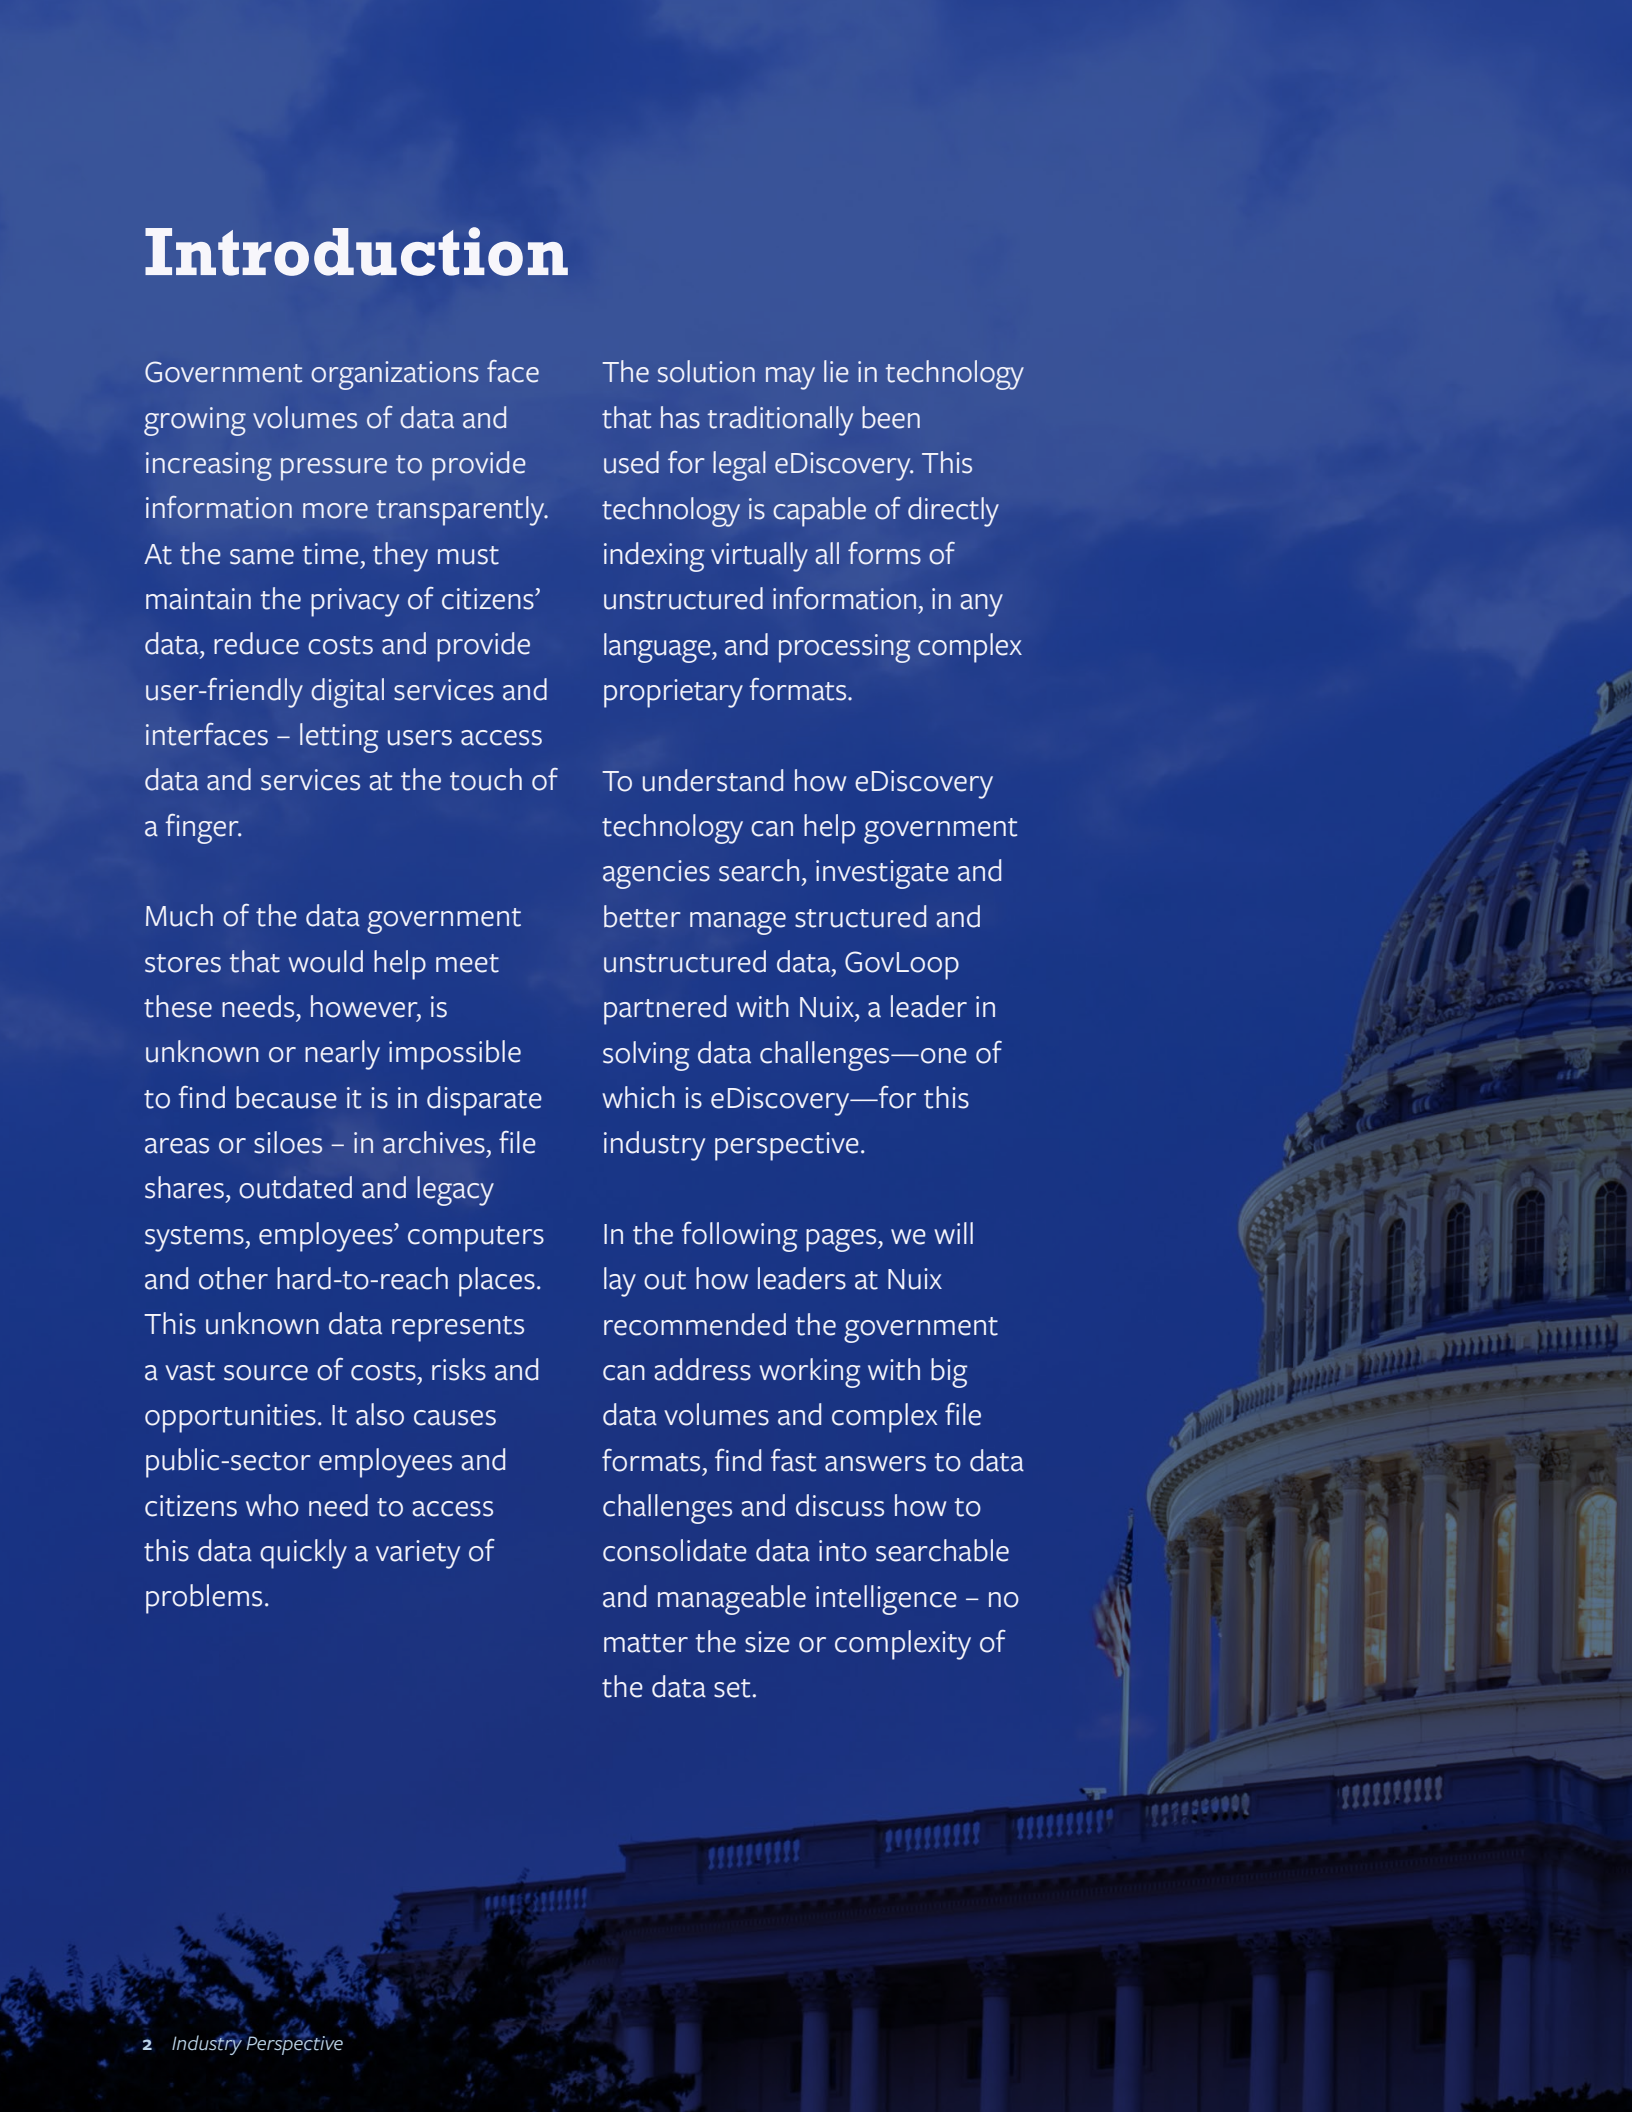 Introduction
Government organizations face
growing volumes of data and
increasing pressure to provide
information more transparently.
At the same time, they must
maintain the privacy of citizens’
data, reduce costs and provide
user-friendly digital services and
interfaces – letting users access
data and services at the touch of
a finger.
Much of the data government
stores that would help meet
these needs, however, is
unknown or nearly impossible
to find because it is in disparate
areas or siloes – in archives, file
shares, outdated and legacy
systems, employees’ computers
and other hard-to-reach places.
This unknown data represents
a vast source of costs, risks and
opportunities. It also causes
public-sector employees and
citizens who need to access
this data quickly a variety of
problems.
The solution may lie in technology
that has traditionally been
used for legal eDiscovery. This
technology is capable of directly
indexing virtually all forms of
unstructured information, in any
language, and processing complex
proprietary formats.
To understand how eDiscovery
technology can help government
agencies search, investigate and
better manage structured and
unstructured data, GovLoop
partnered with Nuix, a leader in
solving data challenges—one of
which is eDiscovery—for this
industry perspective.
In the following pages, we will
lay out how leaders at Nuix
recommended the government
can address working with big
data volumes and complex file
formats, find fast answers to data
challenges and discuss how to
consolidate data into searchable
and manageable intelligence – no
matter the size or complexity of
the data set.
2 Industry Perspective